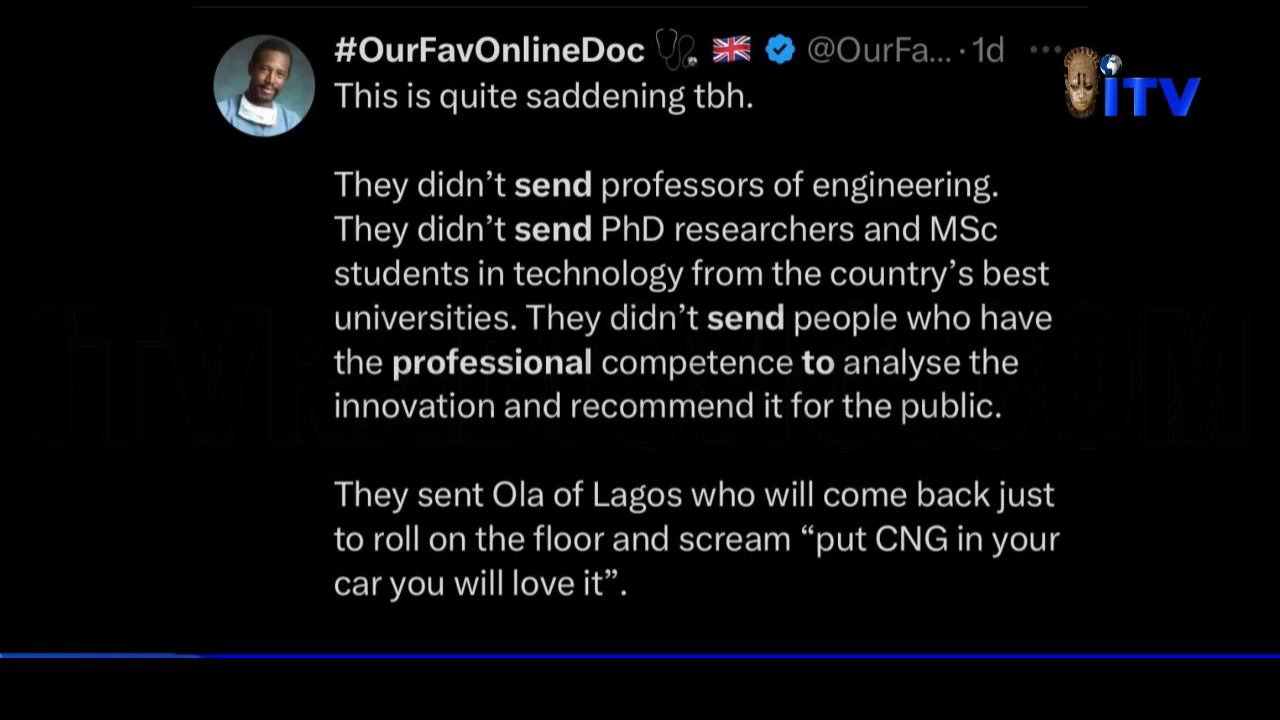 #OurFavOnlineDoc @OurFa... · 1d
iTV
This is quite saddening tbh.
They didn’t send professors of engineering.
They didn’t send PhD researchers and MSc
students in technology from the country’s best
universities. They didn’t send people who have
the professional competence to analyse the
innovation and recommend it for the public.
They sent Ola of Lagos who will come back just
to roll on the floor and scream “put CNG in your
car you will love it”.